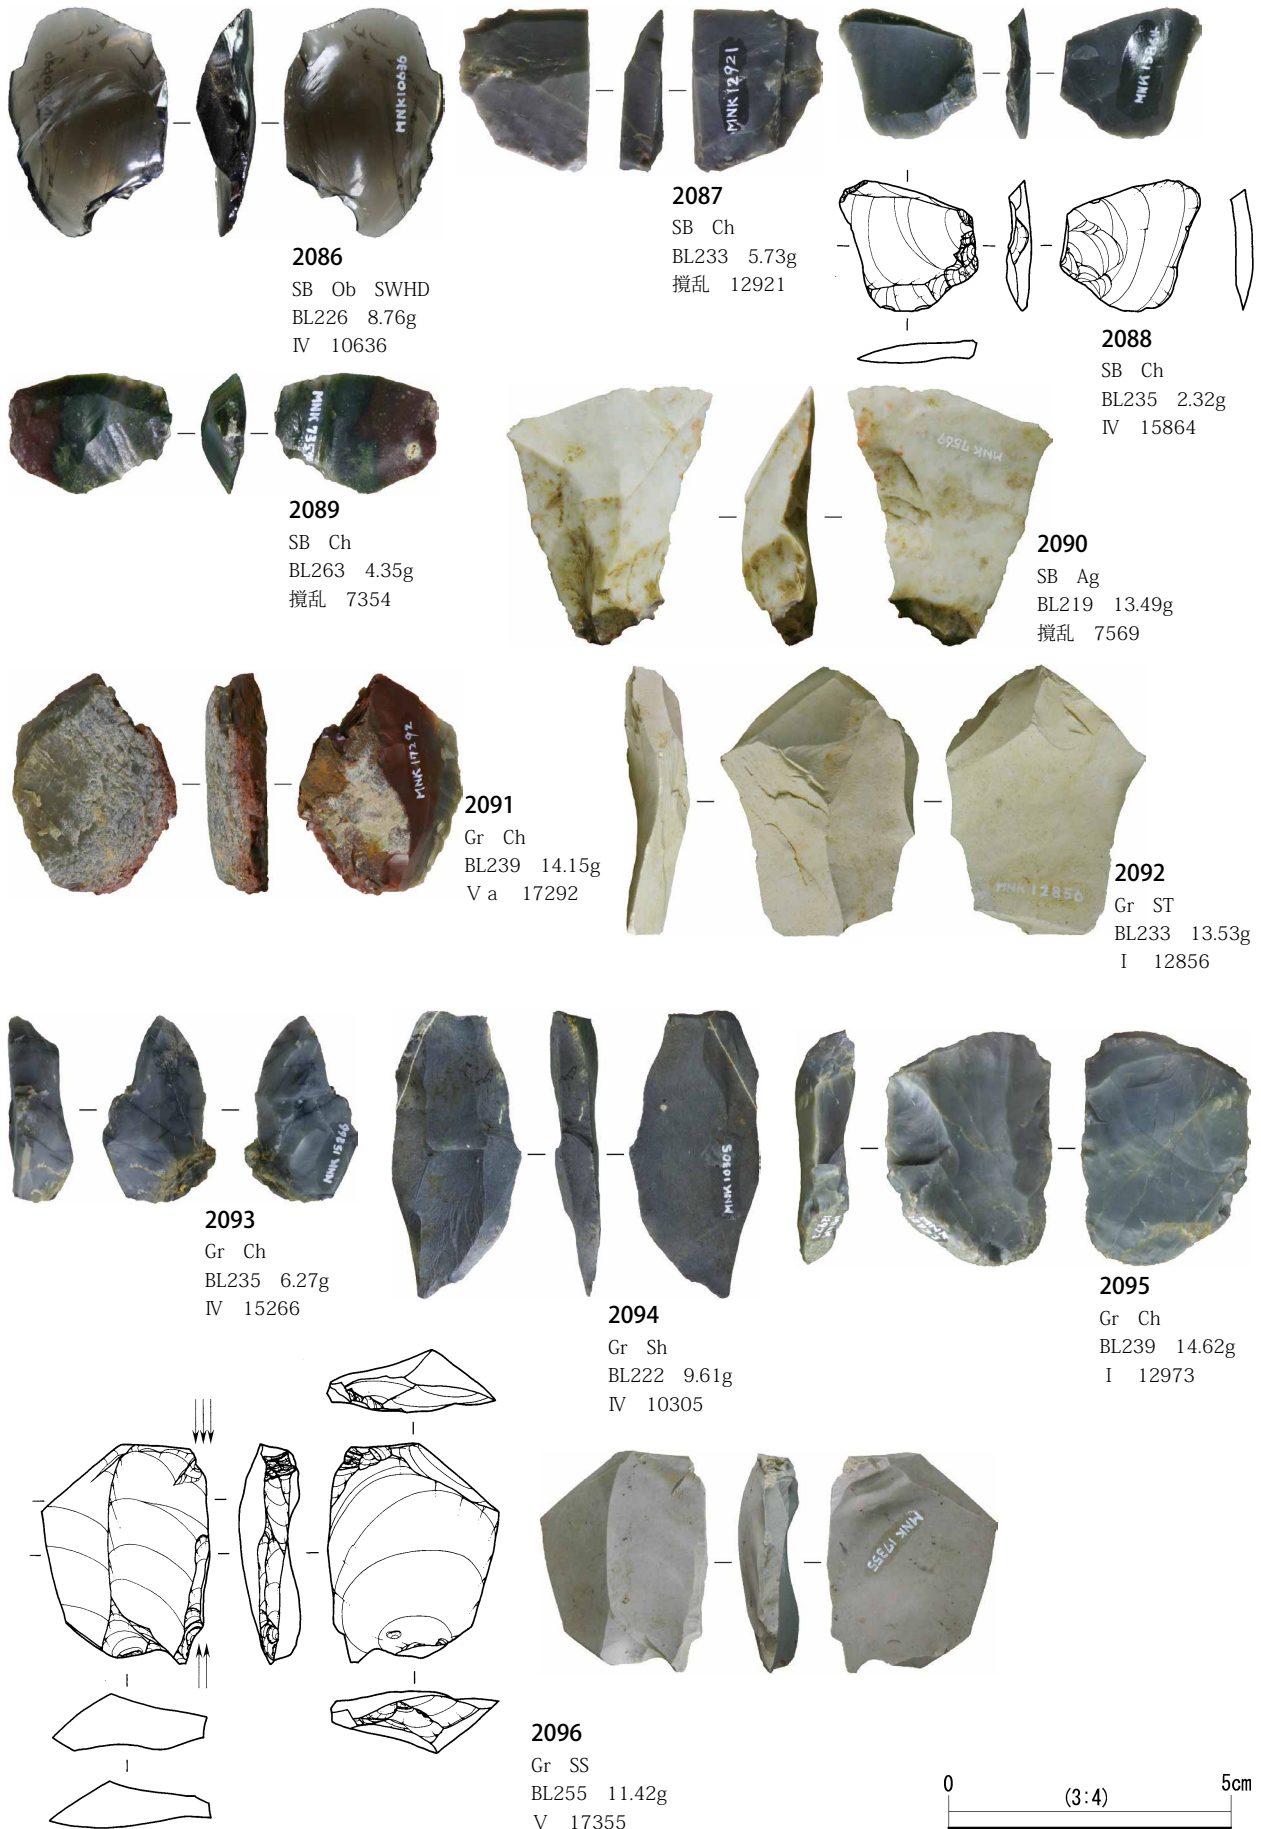 MNK10636
2086
SB Ob SWHD
BL226 8.76g
Ⅳ 10636
MNK12921
2087
SB Ch
BL233 5.73g
攪乱 12921
MNK15864
2088
SB Ch
BL235 2.32g
Ⅳ 15864
MNK7354
2089
SB Ch
BL263 4.35g
攪乱 7354
MNK7569
2090
SB Ag
BL219 13.49g
攪乱 7569
MNK17292
2091
Gr Ch
BL239 14.15g
Ⅴa 17292
MNK12856
2092
Gr ST
BL233 13.53g
Ⅰ 12856
MNK15266
2093
Gr Ch
BL235 6.27g
Ⅳ 15266
MNK10305
2094
Gr Sh
BL222 9.61g
Ⅳ 10305
2095
Gr Ch
BL239 14.62g
Ⅰ 12973
MNK17355
2096
Gr SS
BL255 11.42g
Ⅴ 17355
0 (3:4) 5cm